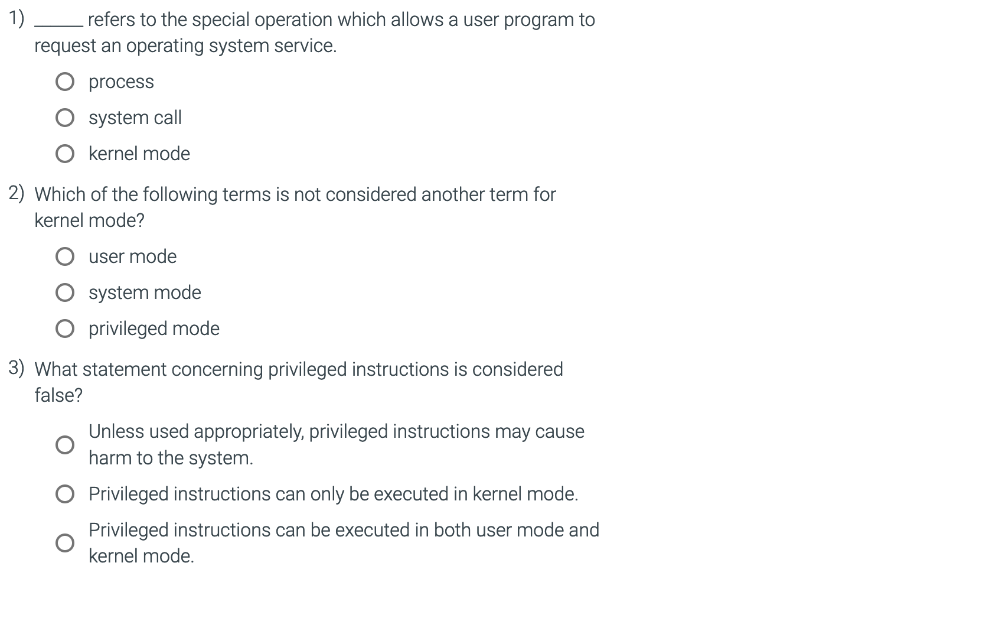 1) _____ refers to the special operation which allows a user program to
request an operating system service.
process
system call
kernel mode
2) Which of the following terms is not considered another term for
kernel mode?
user mode
system mode
privileged mode
3) What statement concerning privileged instructions is considered
false?
Unless used appropriately, privileged instructions may cause
harm to the system.
Privileged instructions can only be executed in kernel mode.
Privileged instructions can be executed in both user mode and
kernel mode.